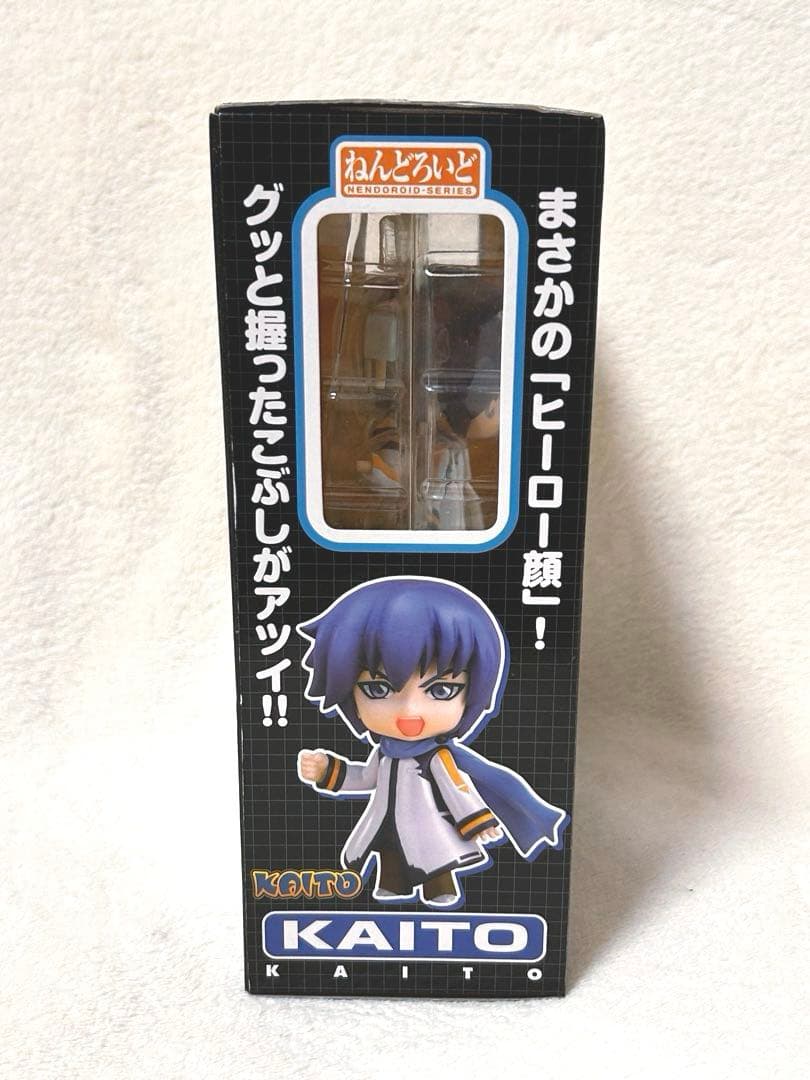 ねんどろいど
NENDOROID-SERIES
まさかの「ヒーロー顔」!
グッと握ったこぶしがアツイ!!
KAITO
KAITO
KAITO